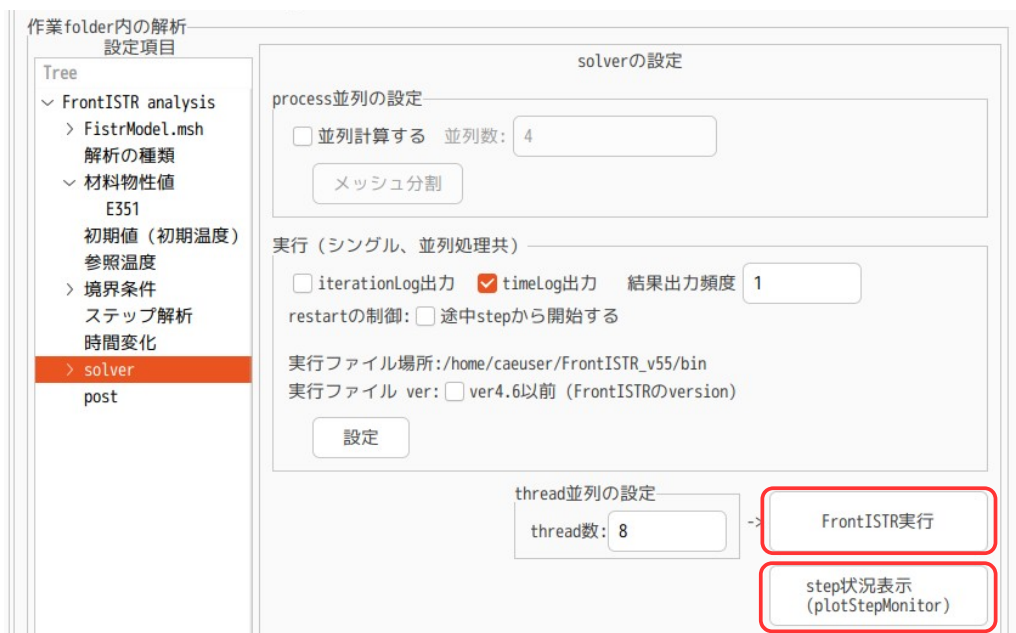 作業folder内の解析
設定項目
Tree
FrontISTR analysis
FistrModel.msh
解析の種類
材料物性値
E351
初期値（初期温度）
参照温度
境界条件
ステップ解析
時間変化
solver
post
solverの設定
process並列の設定
並列計算する 並列数: 4
メッシュ分割
実行（シングル、並列処理共）
iterationLog出力 timeLog出力 結果出力頻度 1
restartの制御: 途中stepから開始する
実行ファイル場所:/home/caeuser/FrontISTR_v55/bin
実行ファイル ver: ver4.6以前（FrontISTRのversion）
設定
thread並列の設定
thread数: 8
-> FrontISTR実行
step状況表示
(plotStepMonitor)